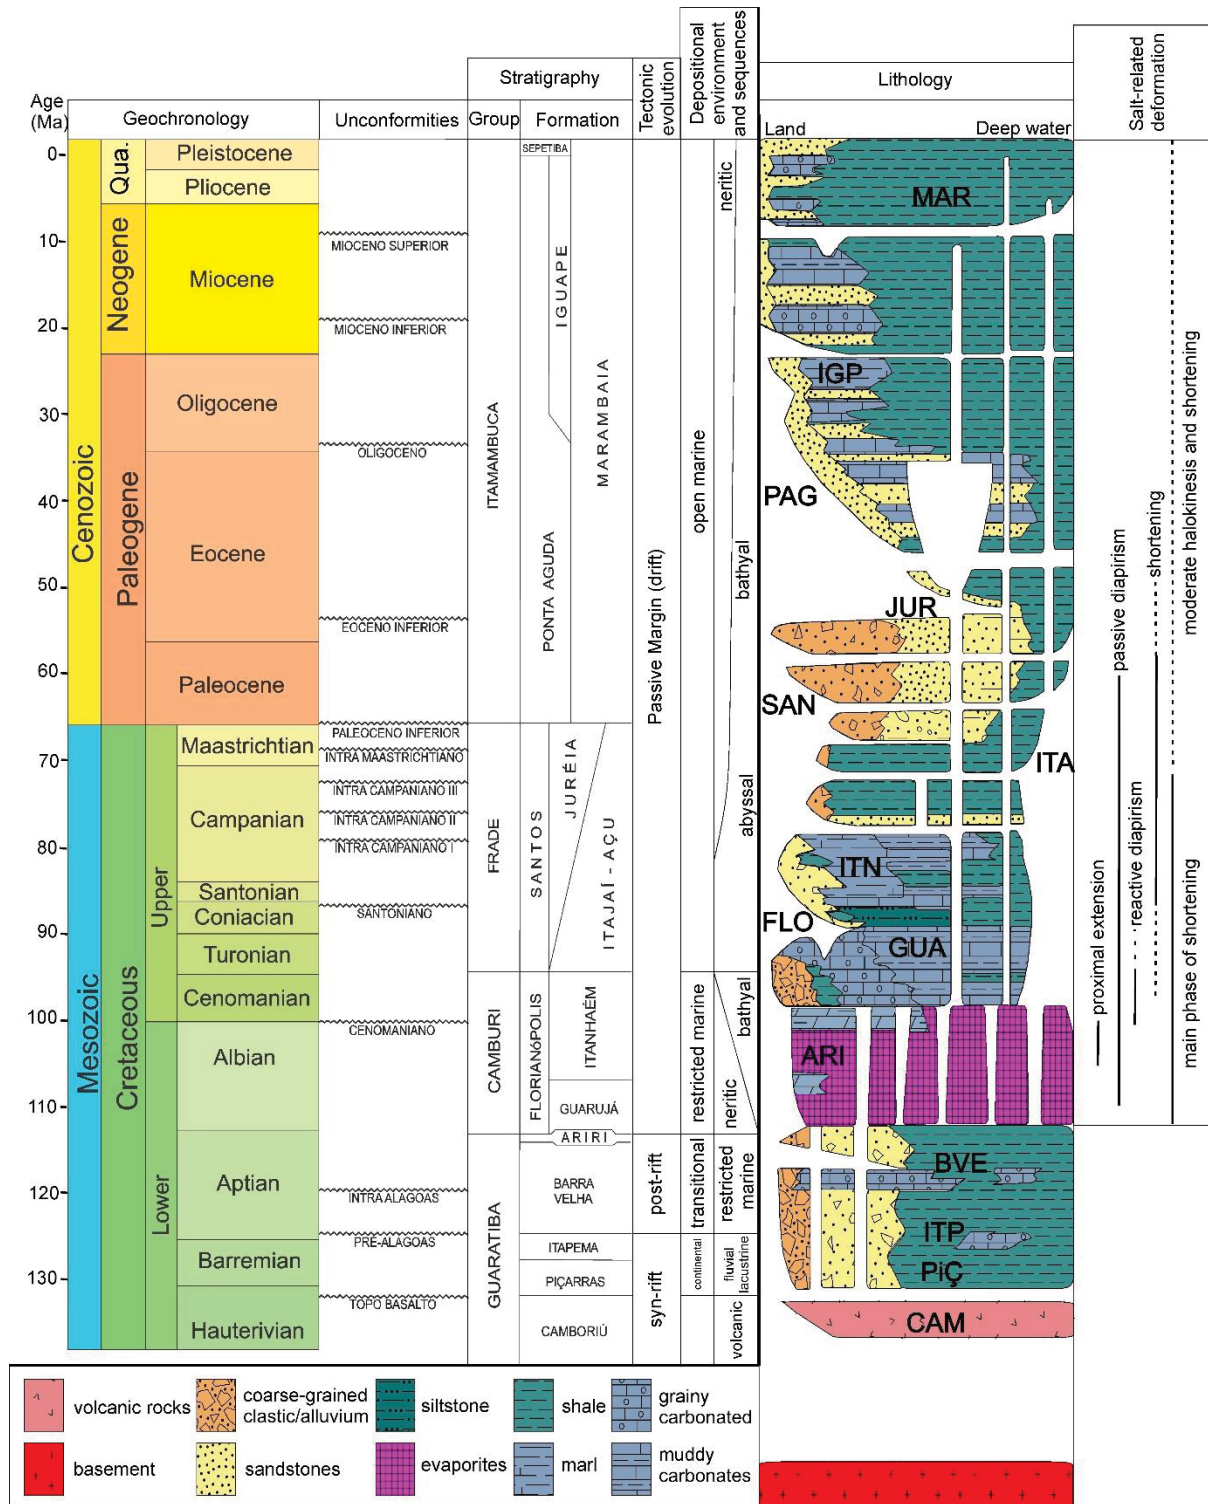 Age
(Ma)
Geochronology
Unconformities
Stratigraphy
Group
Formation
Tectonic
evolution
Depositional
environment
and sequences
Lithology
Land
Deep water
Salt-related
deformation
0
10
20
30
40
50
60
70
80
90
100
110
120
130
Cenozoic
Mesozoic
Qua.
Neogene
Paleogene
Cretaceous
Upper
Lower
Pleistocene
Pliocene
Miocene
Oligocene
Eocene
Paleocene
Maastrichtian
Campanian
Santonian
Coniacian
Turonian
Cenomanian
Albian
Aptian
Barremian
Hauterivian
MIOCENO SUPERIOR
MIOCENO INFERIOR
OLIGOCENO
EOCENO INFERIOR
PALEOCENO INFERIOR
INTRA MAASTRICHTIANO
INTRA CAMPANIANO III
INTRA CAMPANIANO II
INTRA CAMPANIANO I
SANTONIANO
CENOMANIANO
INTRA ALAGOAS
PRÉ-ALAGOAS
TOPO BASALTO
ITAMAMBUCA
FRADE
CAMBURI
GUARATIBA
SEPETIBA
IGUAPE
MARAMBAIA
PONTA AGUDA
SANTOS
JURÉIA
ITAJAÍ - AÇU
FLORIANóPOLIS
ITANHAÉM
GUARUJÁ
ARIRI
BARRA
VELHA
ITAPEMA
PIÇARRAS
CAMBORIÚ
Passive Margin (drift)
post-rift
syn-rift
open marine
restricted marine
transitional
continental
neritic
bathyal
abyssal
bathyal
neritic
restricted
marine
fluvial
lacustrine
volcanic
MAR
IGP
PAG
JUR
SAN
ITA
ITN
FLO
GUA
ARI
BVE
ITP
PiÇ
CAM
proximal extension
passive diapirism
reactive diapirism
shortening
moderate halokinesis and shortening
main phase of shortening
volcanic rocks
coarse-grained
clastic/alluvium
siltstone
shale
grainy
carbonated
basement
sandstones
evaporites
marl
muddy
carbonates